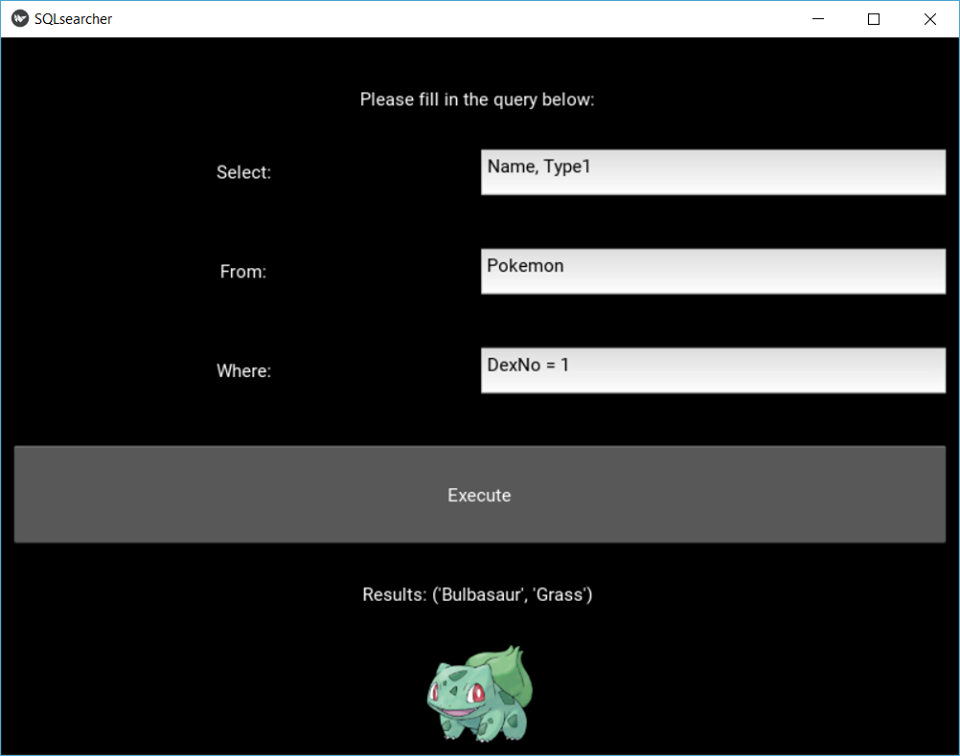 SQLsearcher
Please fill in the query below:
Select:
Name, Type1
From:
Pokemon
Where:
DexNo = 1
Execute
Results: ('Bulbasaur', 'Grass')